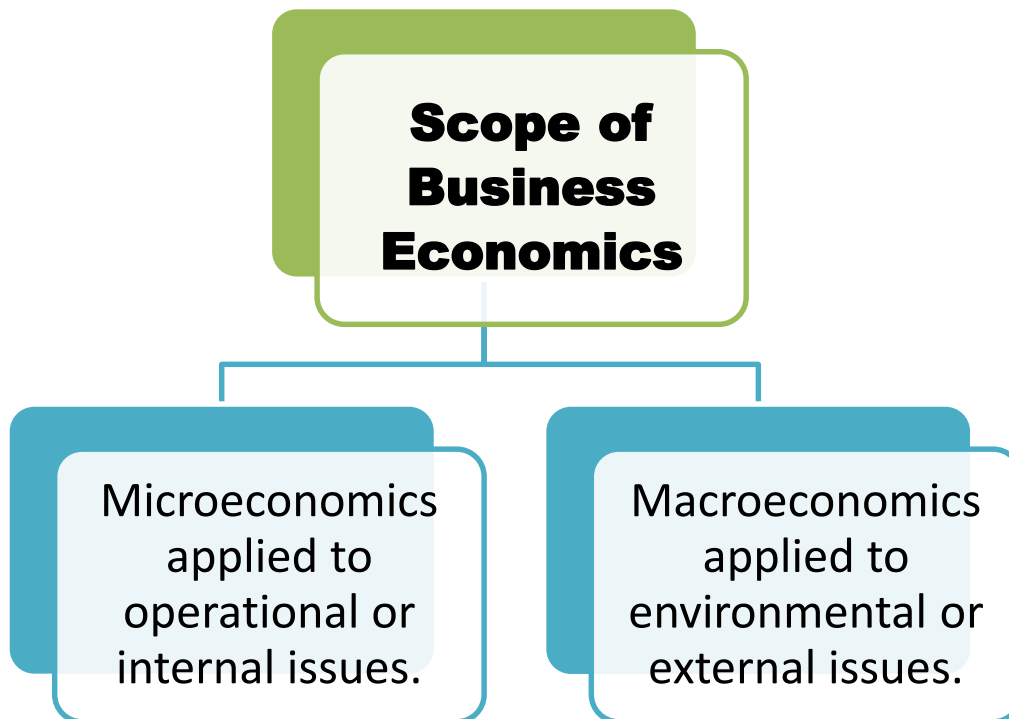 Scope of
Business
Economics
Microeconomics
applied to
operational or
internal issues.
Macroeconomics
applied to
environmental or
external issues.